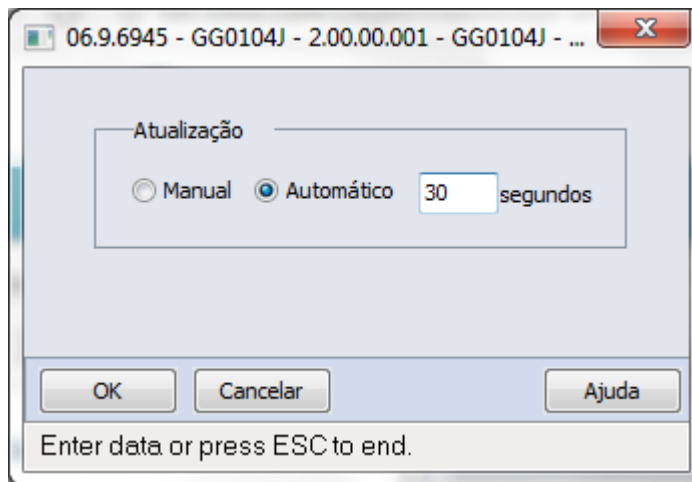 06.9.6945 - GG0104J - 2.00.00.001 - GG0104J - ...
Atualização
Manual Automático 30 segundos
OK Cancelar Ajuda
Enter data or press ESC to end.